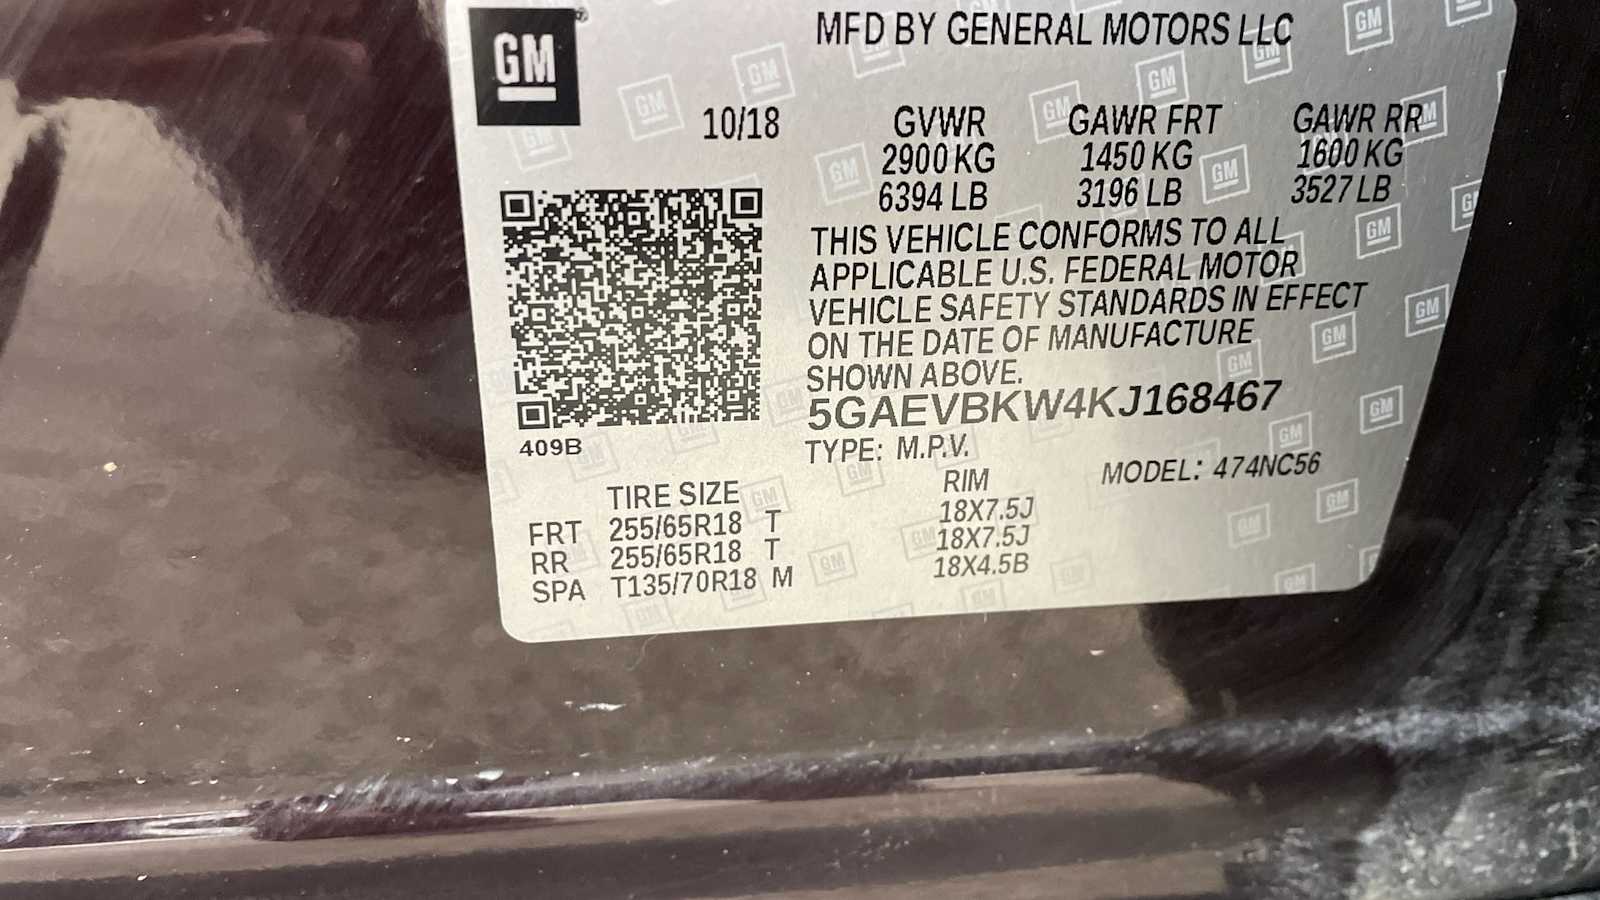 GM
MFD BY GENERAL MOTORS LLC
10/18 GVWR GAWR FRT GAWR RR
2900 KG 1450 KG 1600 KG
6394 LB 3196 LB 3527 LB
THIS VEHICLE CONFORMS TO ALL
APPLICABLE U.S. FEDERAL MOTOR
VEHICLE SAFETY STANDARDS IN EFFECT
ON THE DATE OF MANUFACTURE
SHOWN ABOVE.
5GAEVBKW4KJ168467
409B
TYPE: M.P.V.
MODEL: 474NC56
TIRE SIZE RIM
FRT 255/65R18 T 18X7.5J
RR 255/65R18 T 18X7.5J
SPA T135/70R18 M 18X4.5B